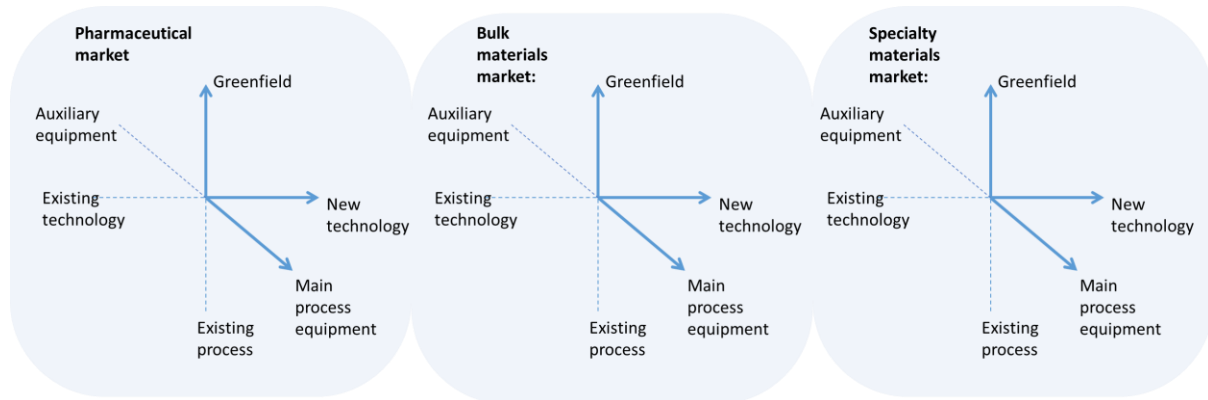 Pharmaceutical
market
Greenfield
Auxiliary
equipment
Existing
technology
New
technology
Main
process
equipment
Existing
process
Bulk
materials
market:
Greenfield
Auxiliary
equipment
Existing
technology
New
technology
Main
process
equipment
Existing
process
Specialty
materials
market:
Greenfield
Auxiliary
equipment
Existing
technology
New
technology
Main
process
equipment
Existing
process